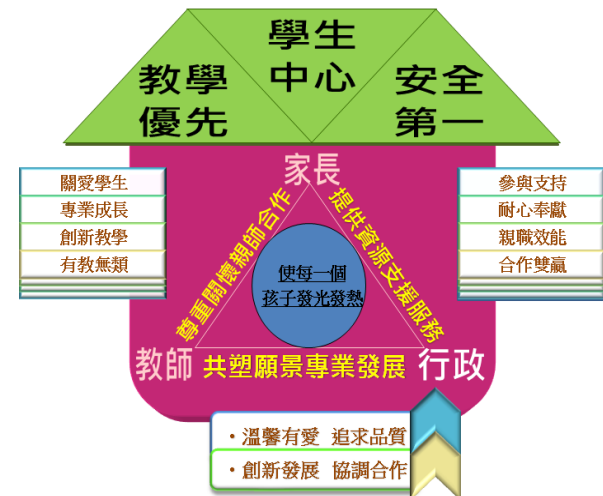 學生
中心
教學
優先
安全
第一
家長
關愛學生
專業成長
創新教學
有教無類
參與支持
耐心奉獻
親職效能
合作雙贏
尊重關懷親師合作
提供資源支援服務
使每一個
孩子發光發熱
教師
共塑願景專業發展
行政
・溫馨有愛 追求品質
・創新發展 協調合作